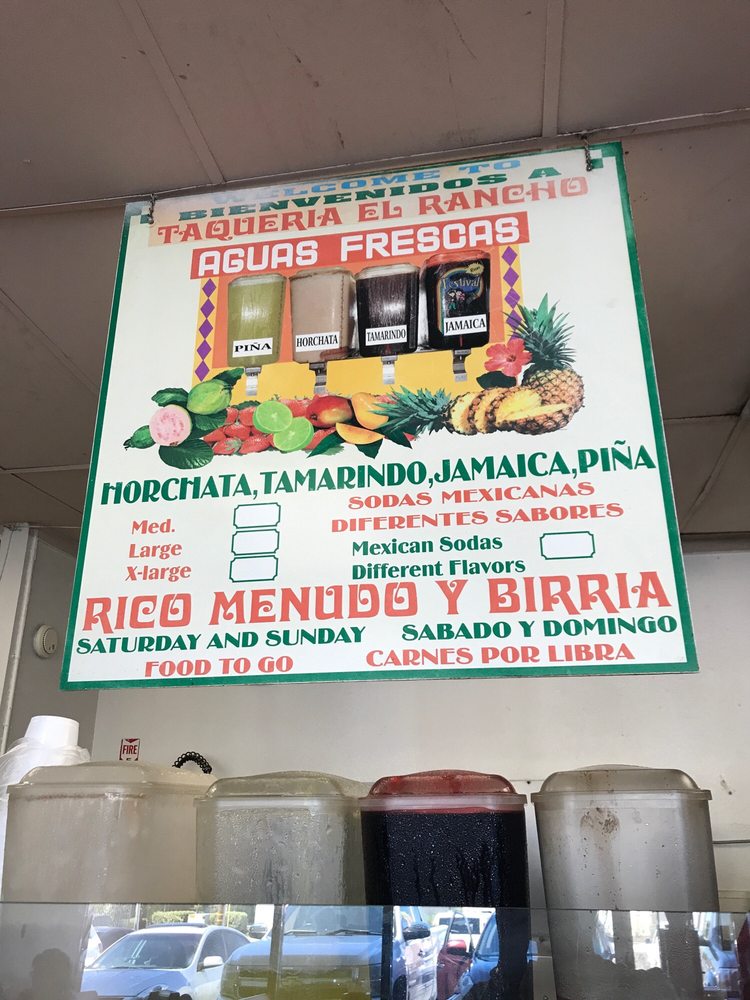 WELCOME TO
BIENVENIDOS A
TAQUERIA EL RANCHO
AGUAS FRESCAS
PIÑA
HORCHATA
TAMARINDO
Festival
JAMAICA
HORCHATA, TAMARINDO, JAMAICA, PIÑA
Med.
Large
X-large
SODAS MEXICANAS
DIFERENTES SABORES
Mexican Sodas
Different Flavors
RICO MENUDO Y BIRRIA
SATURDAY AND SUNDAY SABADO Y DOMINGO
FOOD TO GO CARNES POR LIBRA
FIRE